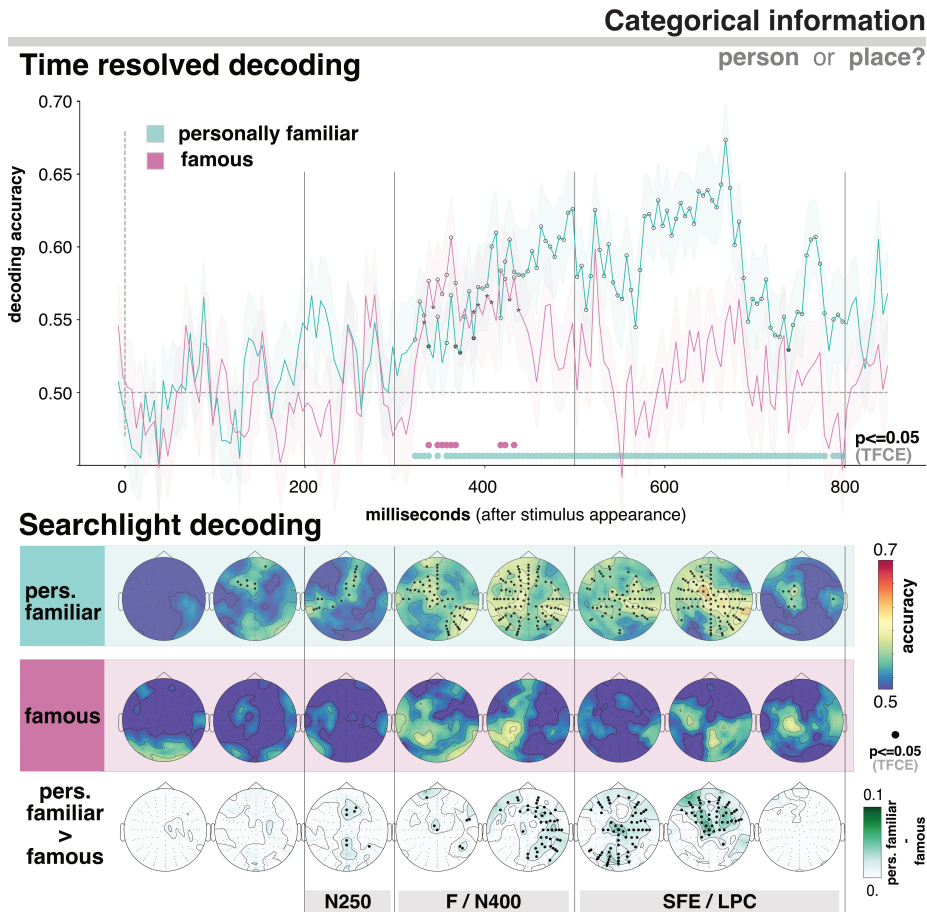 Categorical information
person or place?
Time resolved decoding
0.70
0.65
0.60
0.55
0.50
decoding accuracy
personally familiar
famous
p<=0.05
(TFCE)
0
200
400
600
800
milliseconds (after stimulus appearance)
Searchlight decoding
pers.
familiar
famous
pers.
familiar
>
famous
0.7
accuracy
0.5
p<=0.05
(TFCE)
0.1
pers. familiar
-
famous
0.
N250
F / N400
SFE / LPC